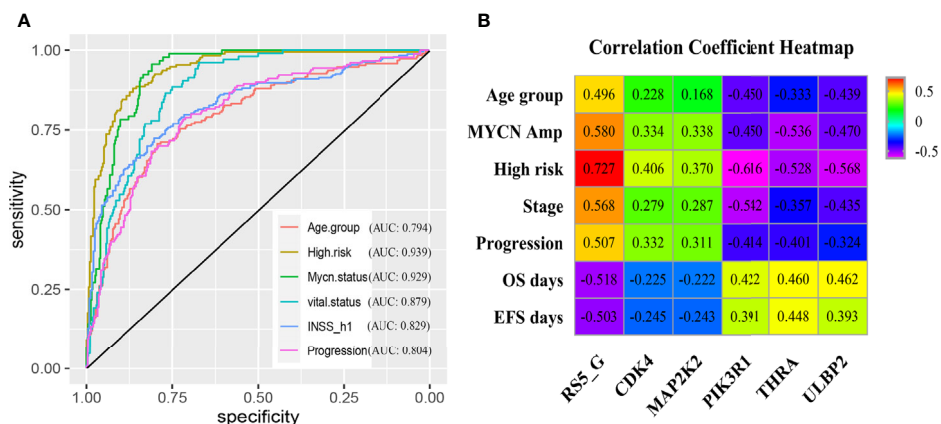 A
1.00
0.75
0.50
0.25
0.00
sensitivity
1.00 0.75 0.50 0.25 0.00
specificity
Age.group (AUC: 0.794)
High.risk (AUC: 0.939)
Mycn.status (AUC: 0.929)
vital.status (AUC: 0.879)
INSS_h1 (AUC: 0.829)
Progression (AUC: 0.804)
B
Correlation Coefficient Heatmap
Age group 0.496 0.228 0.168 -0.450 -0.333 -0.439
MYCN Amp 0.580 0.334 0.338 -0.450 -0.536 -0.470
High risk 0.727 0.406 0.370 -0.616 -0.528 -0.568
Stage 0.568 0.279 0.287 -0.512 -0.357 -0.435
Progression 0.507 0.332 0.311 -0.414 -0.401 -0.324
OS days -0.518 -0.225 -0.222 0.422 0.460 0.462
EFS days -0.503 -0.245 -0.243 0.391 0.448 0.393
RS5_G CDK4 MAP2K2 PIK3R1 THRA ULBP2
0.5
0
-0.5